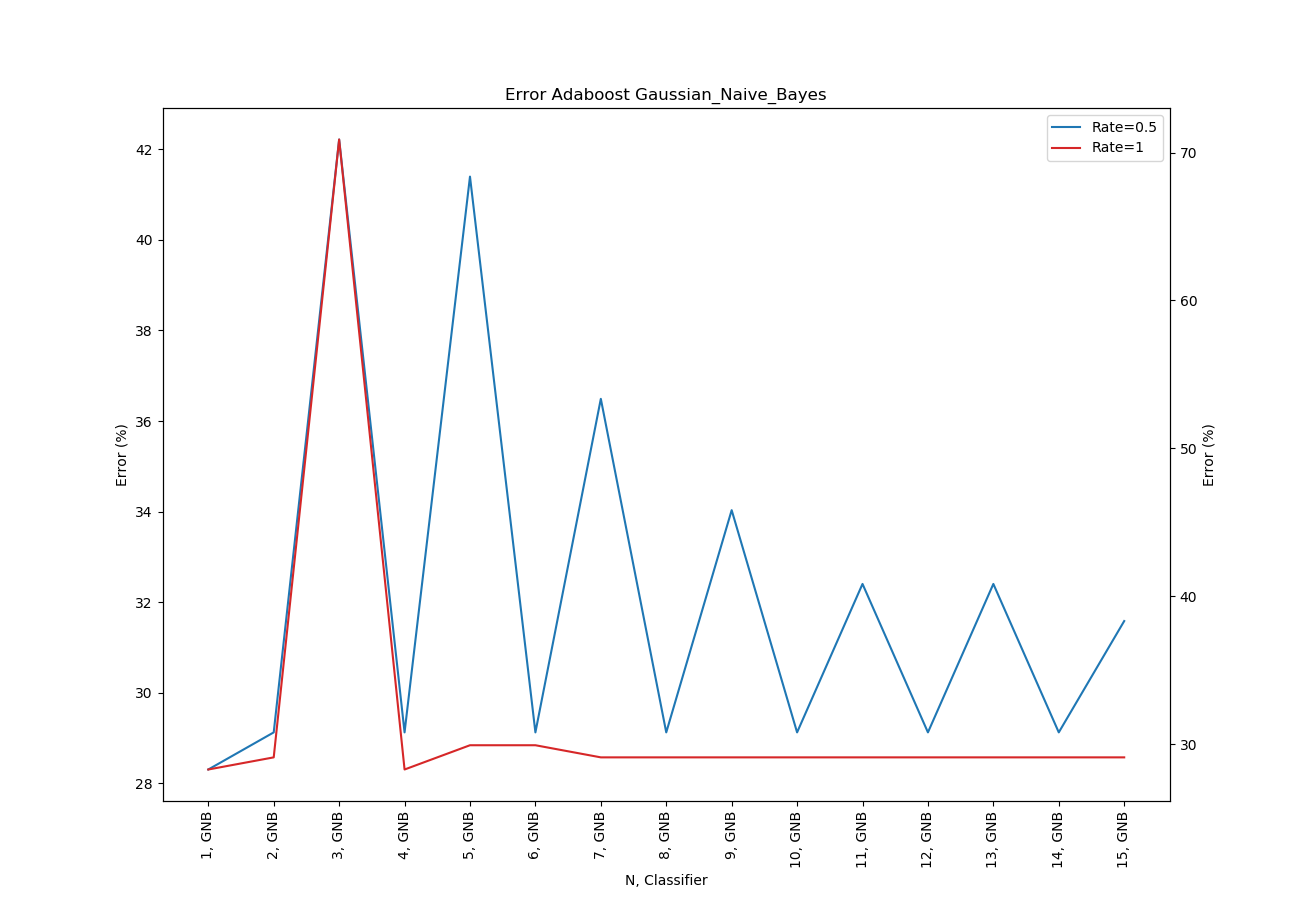 Error Adaboost Gaussian_Naive_Bayes
Rate=0.5
Rate=1
42
40
38
36
34
32
30
28
Error (%)
70
60
50
40
30
Error (%)
1, GNB
2, GNB
3, GNB
4, GNB
5, GNB
6, GNB
7, GNB
8, GNB
9, GNB
10, GNB
11, GNB
12, GNB
13, GNB
14, GNB
15, GNB
N, Classifier